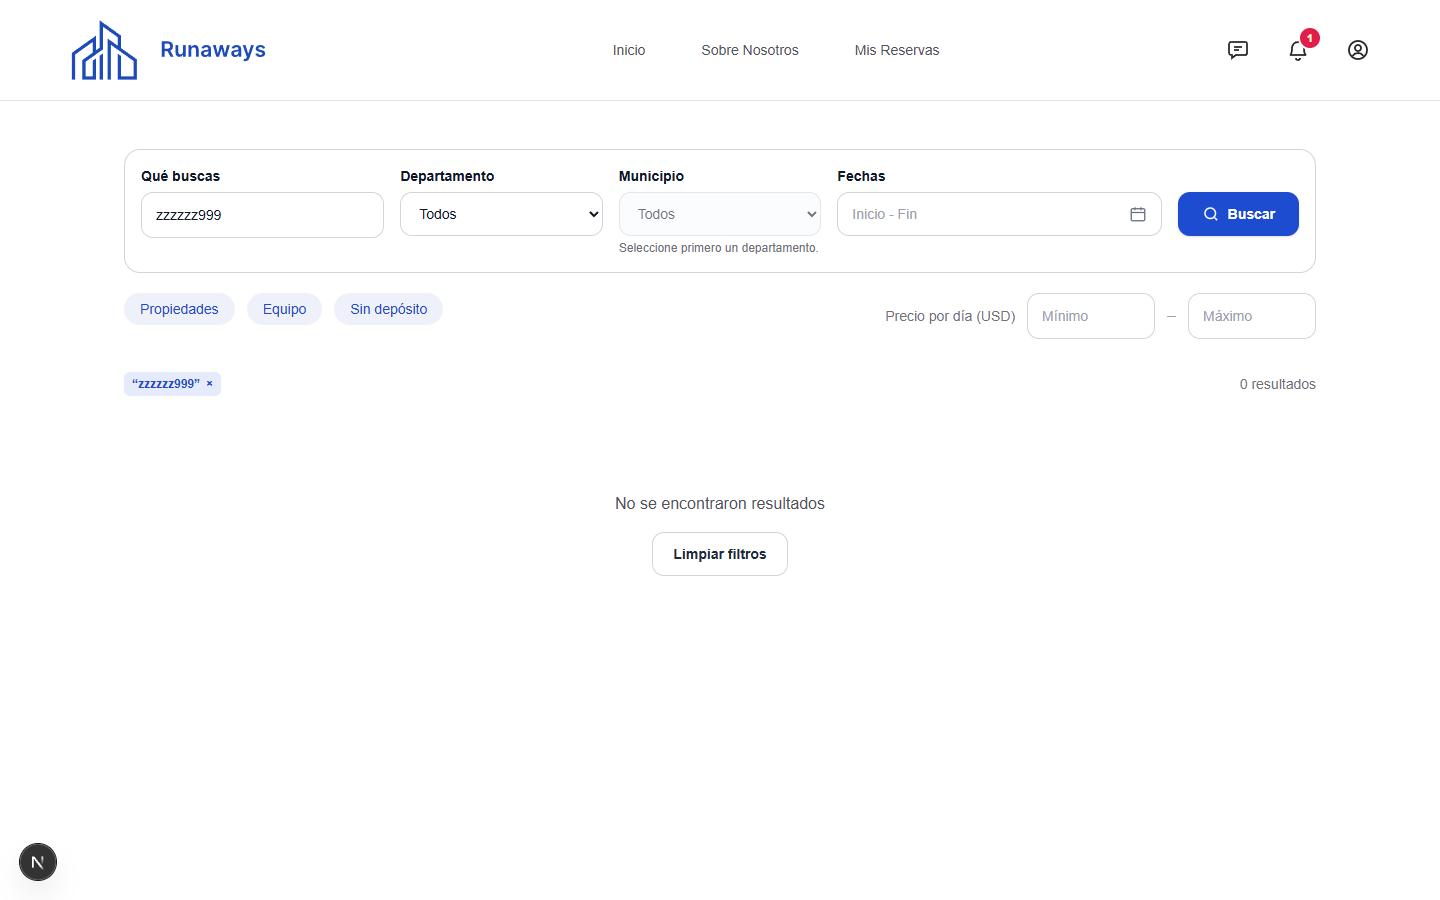 Runaways
Inicio
Sobre Nosotros
Mis Reservas
1
Qué buscas
Departamento
Municipio
Fechas
zzzzzz999
Todos
Todos
Inicio - Fin
Buscar
Seleccione primero un departamento.
Propiedades
Equipo
Sin depósito
Precio por día (USD)
Mínimo
–
Máximo
“zzzzzz999” ×
0 resultados
No se encontraron resultados
Limpiar filtros
N